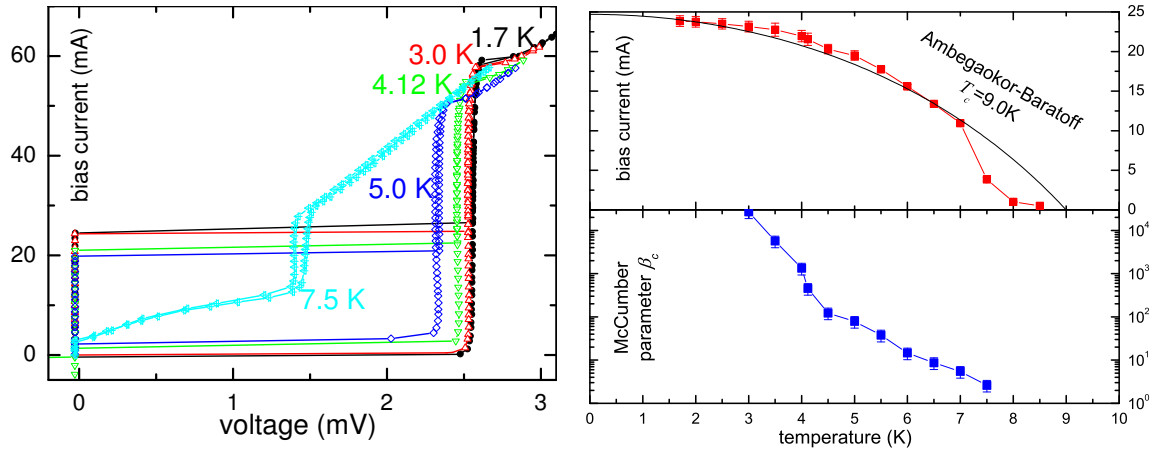 60
40
20
0
bias current (mA)
1.7 K
3.0 K
4.12 K
5.0 K
7.5 K
0
1
2
3
voltage (mV)
25
20
15
10
5
0
bias current (mA)
Ambegaokor-Baratoff
T_c=9.0K
10^4
10^3
10^2
10^1
10^0
McCumber
parameter β_c
0
1
2
3
4
5
6
7
8
9
10
temperature (K)